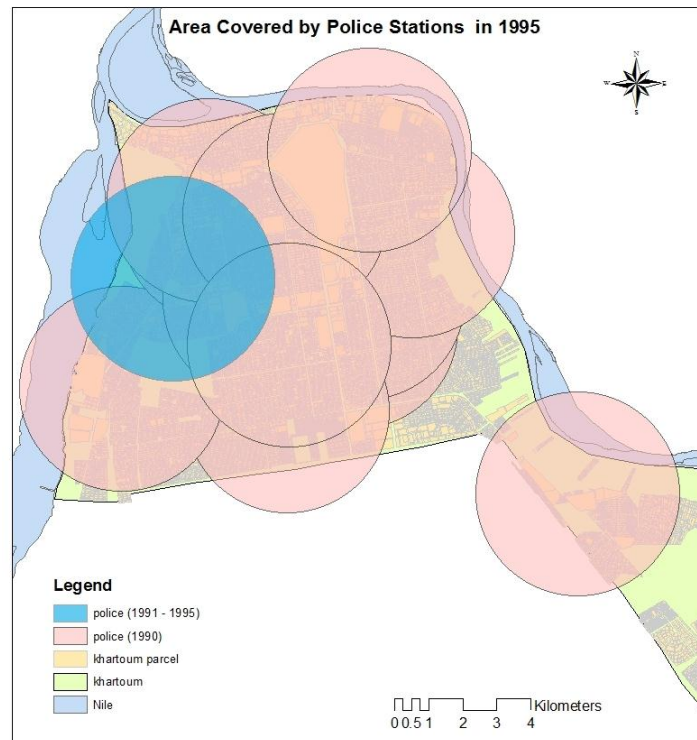 Area Covered by Police Stations in 1995
N
W E
S
Legend
police (1991 - 1995)
police (1990)
khartoum parcel
khartoum
Nile
Kilometers
0 0.5 1 2 3 4